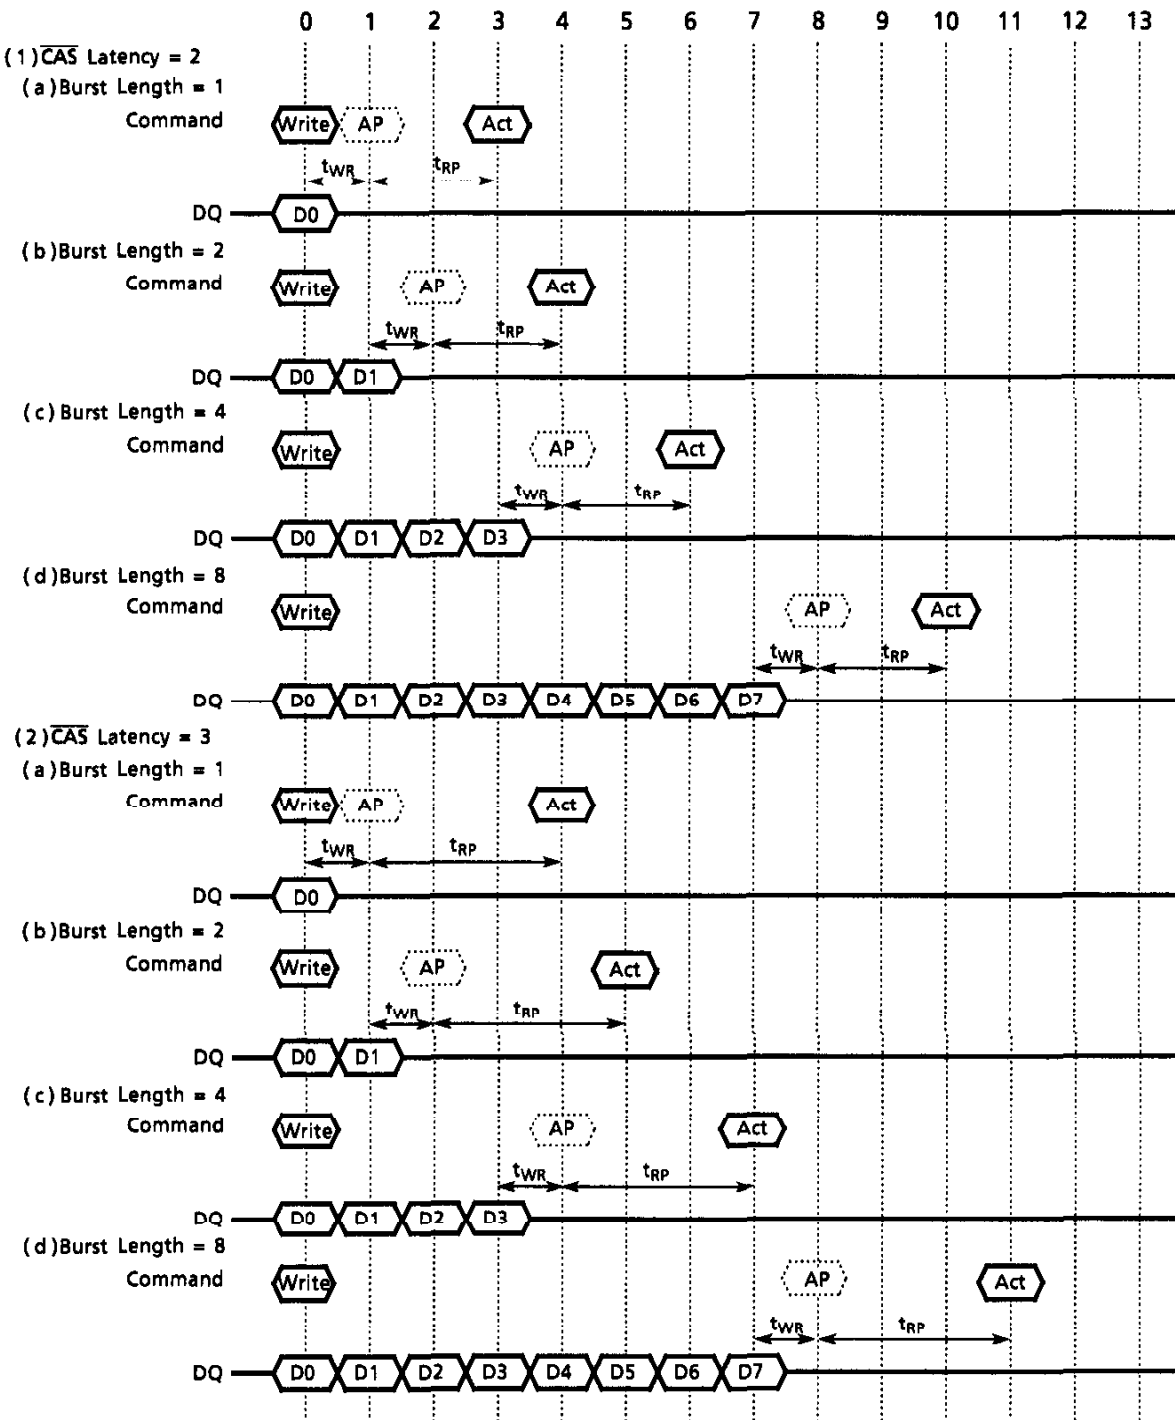 0 1 2 3 4 5 6 7 8 9 10 11 12 13
(1) CAS Latency = 2
(a) Burst Length = 1
Command Write AP Act
tWR tRP
DQ D0
(b) Burst Length = 2
Command Write AP Act
tWR tRP
DQ D0 D1
(c) Burst Length = 4
Command Write AP Act
tWR tRP
DQ D0 D1 D2 D3
(d) Burst Length = 8
Command Write AP Act
tWR tRP
DQ D0 D1 D2 D3 D4 D5 D6 D7
(2) CAS Latency = 3
(a) Burst Length = 1
Command Write AP Act
tWR tRP
DQ D0
(b) Burst Length = 2
Command Write AP Act
tWR tRP
DQ D0 D1
(c) Burst Length = 4
Command Write AP Act
tWR tRP
DQ D0 D1 D2 D3
(d) Burst Length = 8
Command Write AP Act
tWR tRP
DQ D0 D1 D2 D3 D4 D5 D6 D7